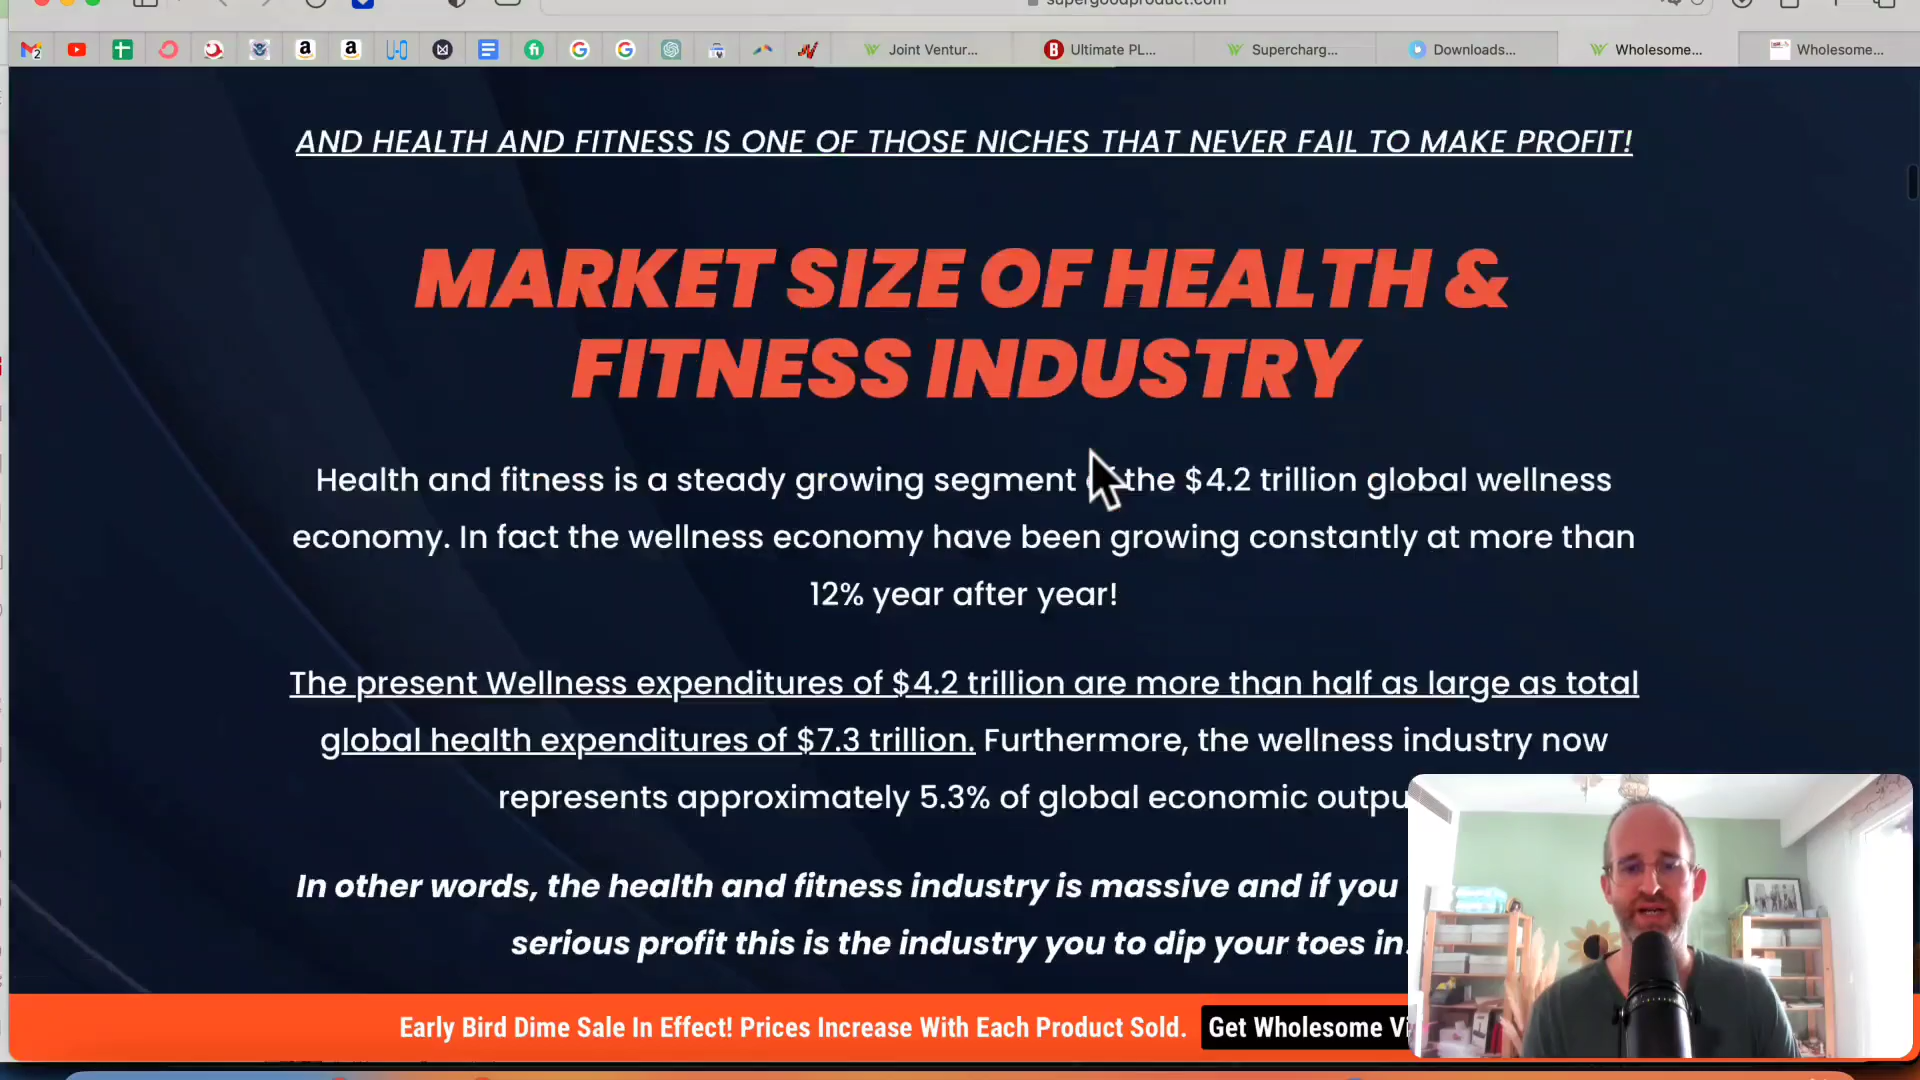 supergoodproduct.com
Joint Ventur...
Ultimate PL...
Supercharg...
Downloads...
Wholesome...
Wholesome...
AND HEALTH AND FITNESS IS ONE OF THOSE NICHES THAT NEVER FAIL TO MAKE PROFIT!
MARKET SIZE OF HEALTH &
FITNESS INDUSTRY
Health and fitness is a steady growing segment the $4.2 trillion global wellness
economy. In fact the wellness economy have been growing constantly at more than
12% year after year!
The present Wellness expenditures of $4.2 trillion are more than half as large as total
global health expenditures of $7.3 trillion. Furthermore, the wellness industry now
represents approximately 5.3% of global economic outpu
In other words, the health and fitness industry is massive and if you
serious profit this is the industry you to dip your toes in.
Early Bird Dime Sale In Effect! Prices Increase With Each Product Sold. Get Wholesome Vi